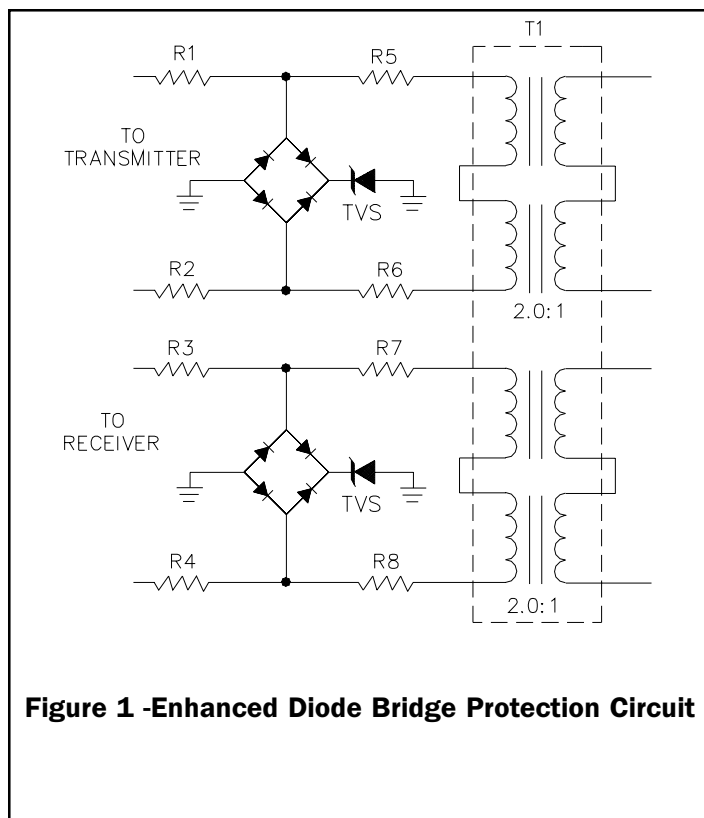 T1
R1
R5
TO
TRANSMITTER
TVS
R2
R6
2.0:1
R3
R7
TO
RECEIVER
TVS
R4
R8
2.0:1
Figure 1 -Enhanced Diode Bridge Protection Circuit